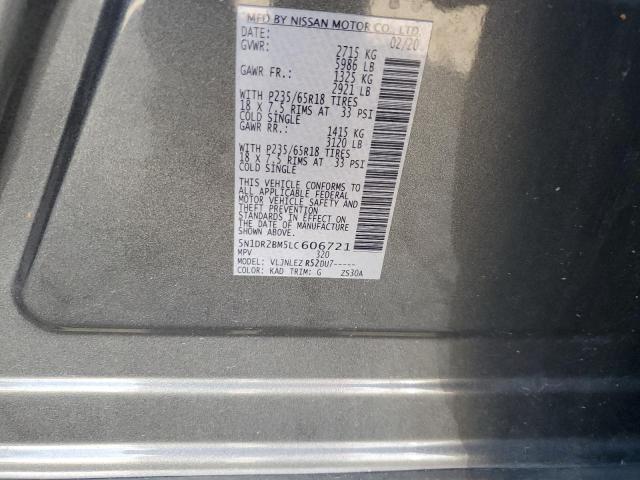 MFD BY NISSAN MOTOR CO., LTD.
DATE: 02/20
GVWR: 2715 KG
5986 LB
GAWR FR.: 1325 KG
2921 LB
WITH P235/65R18 TIRES
18 X 7.5 RIMS AT 33 PSI
COLD SINGLE
GAWR RR.: 1415 KG
3120 LB
WITH P235/65R18 TIRES
18 X 7.5 RIMS AT 33 PSI
COLD SINGLE
THIS VEHICLE CONFORMS TO
ALL APPLICABLE FEDERAL
MOTOR VEHICLE SAFETY AND
THEFT PREVENTION
STANDARDS IN EFFECT ON
THE DATE OF MANUFACTURE
SHOWN ABOVE.
5N1DR2BM5LC606721
MPV 320
MODEL: VLJNLEZ R52DU7-----
COLOR: KAD TRIM: G ZS30A